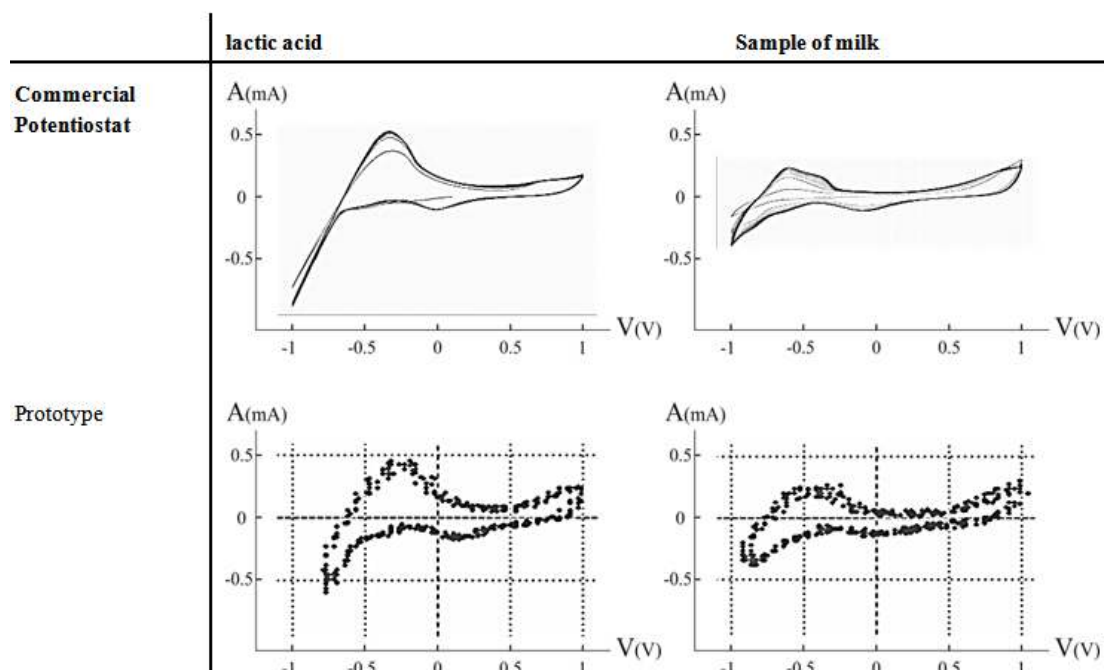 lactic acid Sample of milk
Commercial
Potentiostat
A(mA) A(mA)
0.5 0.5
0 0
-0.5 -0.5
V(V) V(V)
-1 -0.5 0 0.5 1 -1 -0.5 0 0.5 1
Prototype
A(mA) A(mA)
0.5 0.5
0 0
-0.5 -0.5
V(V) V(V)
-1 -0.5 0 0.5 1 -1 -0.5 0 0.5 1